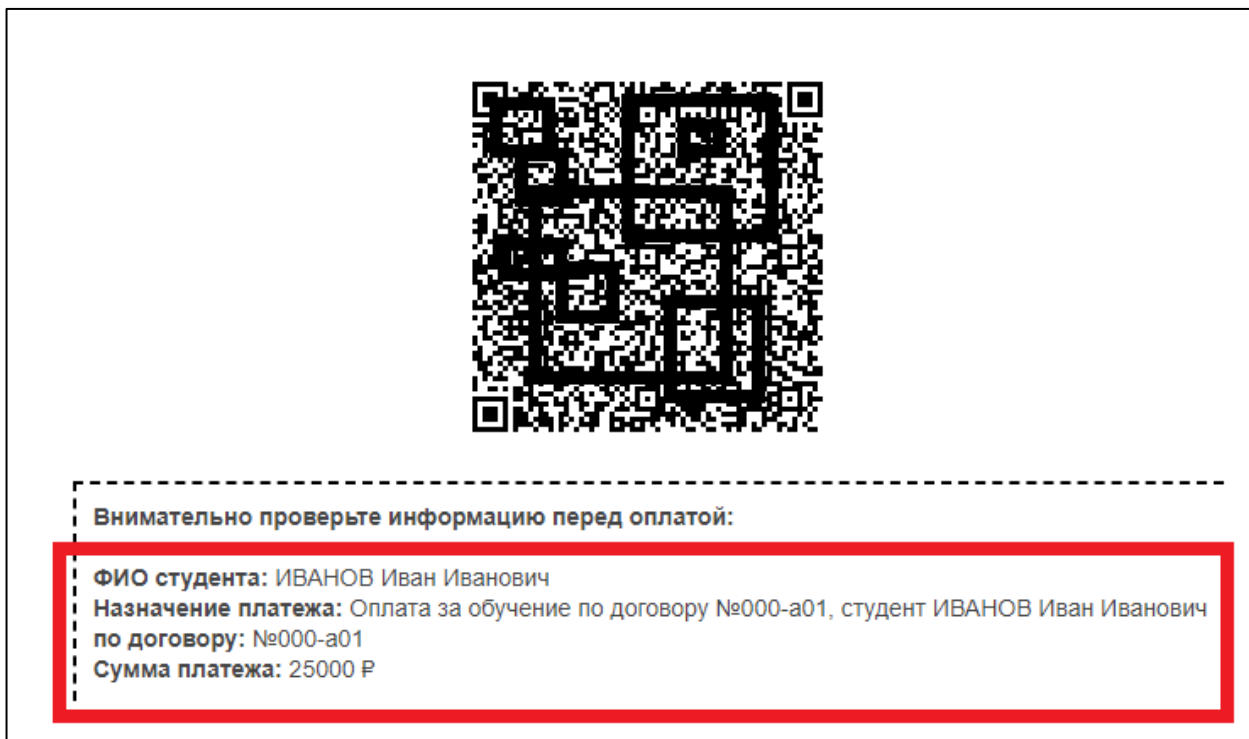 Внимательно проверьте информацию перед оплатой:
ФИО студента: ИВАНОВ Иван Иванович
Назначение платежа: Оплата за обучение по договору №000-а01, студент ИВАНОВ Иван Иванович
по договору: №000-а01
Сумма платежа: 25000 ₽